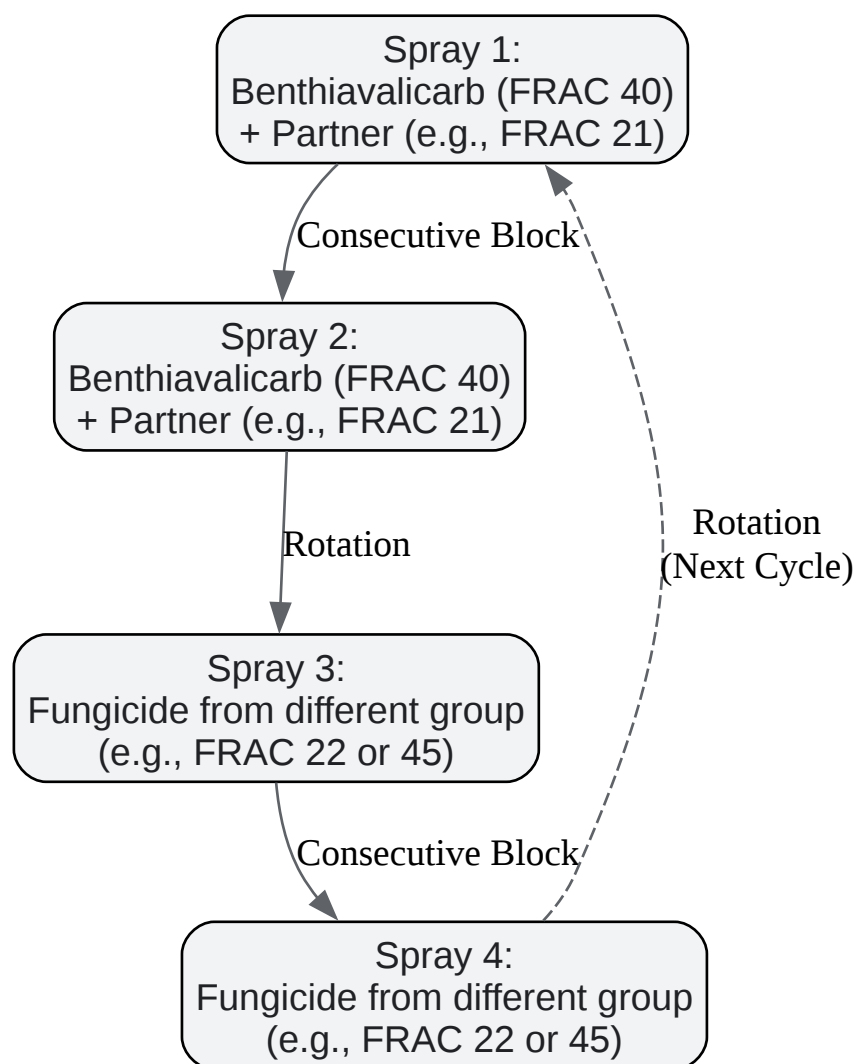 Spray 1:
Benthiavalicarb (FRAC 40)
+ Partner (e.g., FRAC 21)
Consecutive Block
Spray 2:
Benthiavalicarb (FRAC 40)
+ Partner (e.g., FRAC 21)
Rotation
(Next Cycle)
Rotation
Spray 3:
Fungicide from different group
(e.g., FRAC 22 or 45)
Consecutive Block
Spray 4:
Fungicide from different group
(e.g., FRAC 22 or 45)